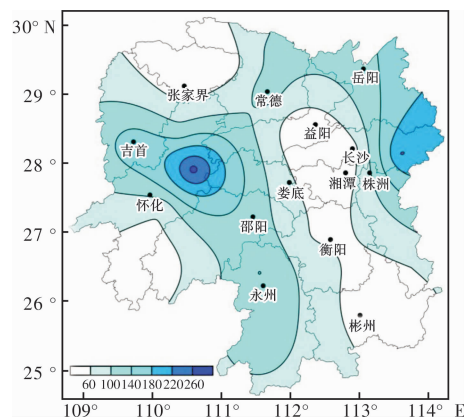 30° N
29°
28°
27°
26°
25°
张家界
岳阳
常德
益阳
吉首
长沙
湘潭 株洲
娄底
怀化
邵阳
衡阳
永州
彬州
60 100 140 180 220 260
109° 110° 111° 112° 113° 114° E